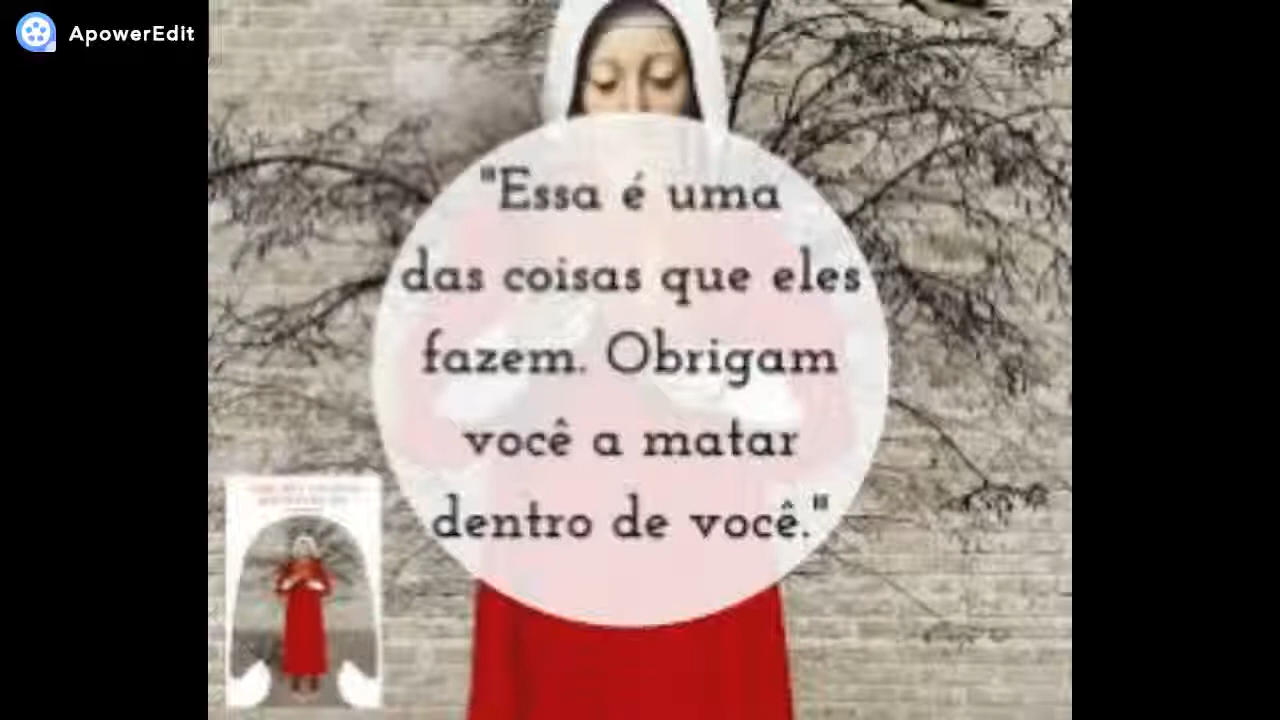 ApowerEdit
"Essa é uma
das coisas que eles
fazem. Obrigam
você a matar
dentro de você."